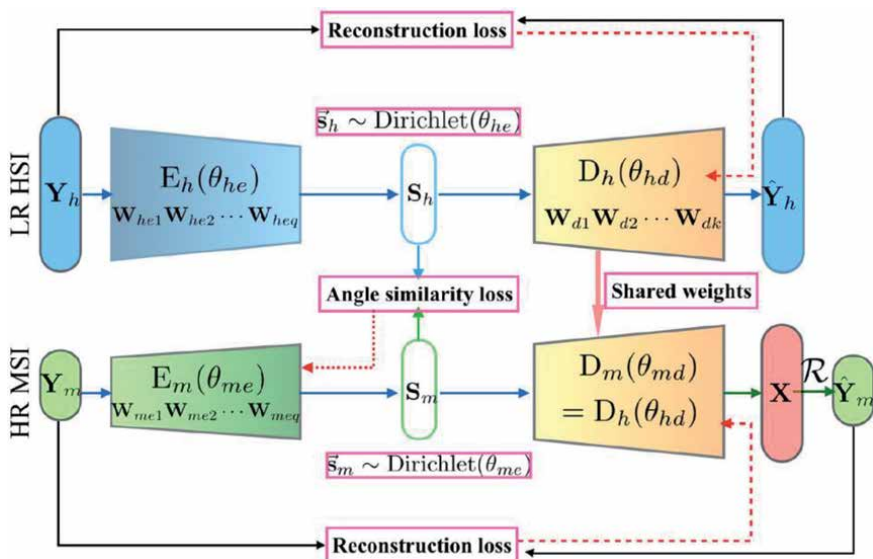 Reconstruction loss
s⃗_h ∼ Dirichlet(θ_he)
LR HSI
Y_h
E_h(θ_he)
W_he1 W_he2 ··· W_heq
S_h
D_h(θ_hd)
W_d1 W_d2 ··· W_dk
Ŷ_h
Angle similarity loss
Shared weights
HR MSI
Y_m
E_m(θ_me)
W_me1 W_me2 ··· W_meq
S_m
D_m(θ_md)
= D_h(θ_hd)
X
R
Ŷ_m
s⃗_m ∼ Dirichlet(θ_me)
Reconstruction loss